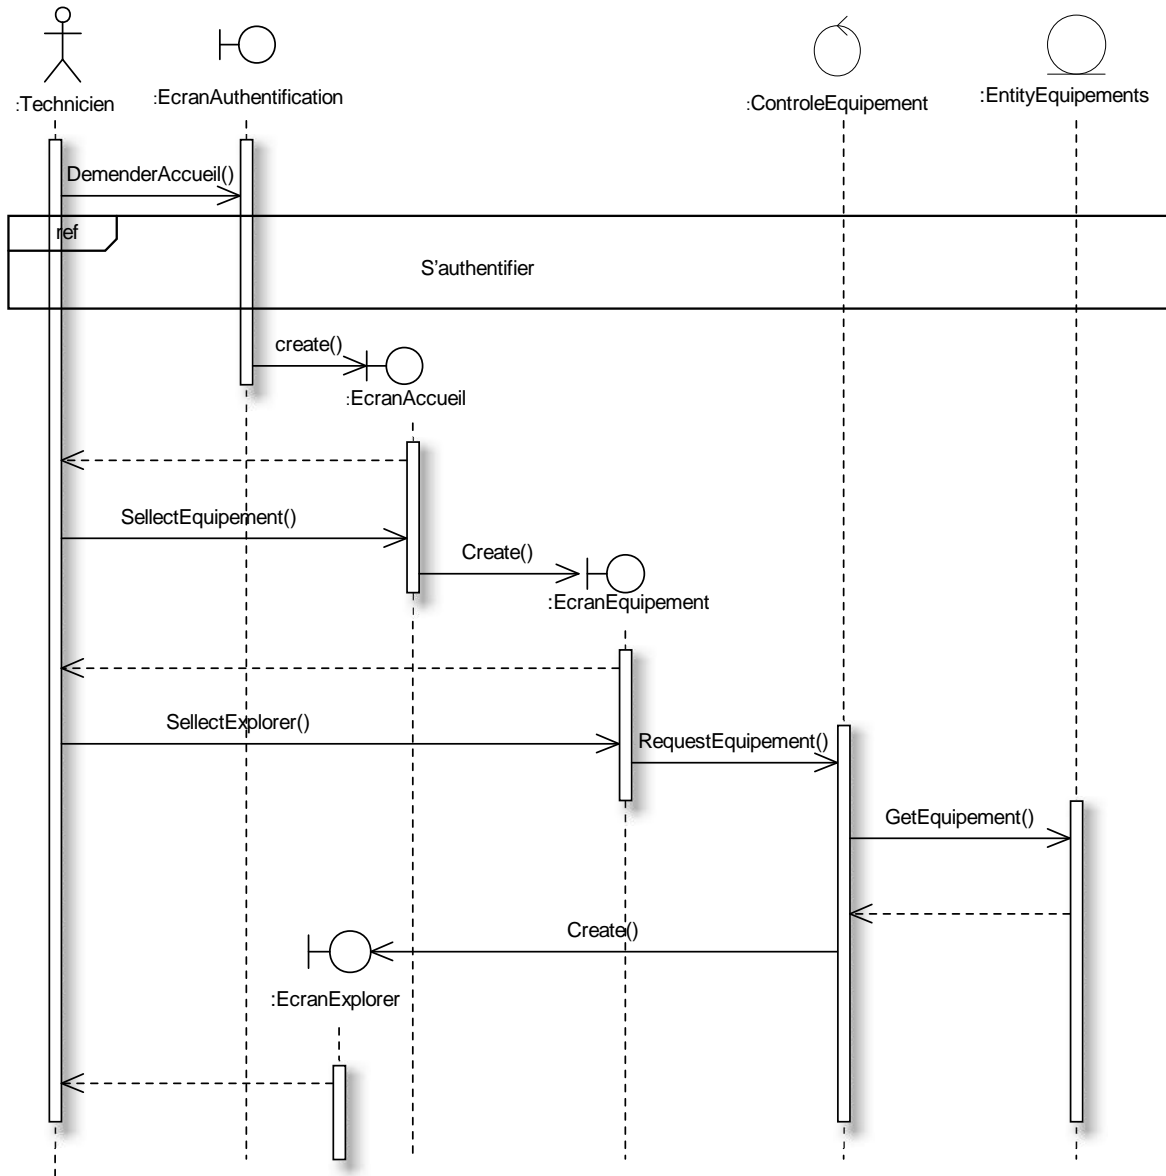 :Technicien
:EcranAuthentification
:ControleEquipement
:EntityEquipements
DemenderAccueil()
ref
S'authentifier
create()
:EcranAccueil
SellectEquipement()
Create()
:EcranEquipement
SellectExplorer()
RequestEquipement()
GetEquipement()
Create()
:EcranExplorer